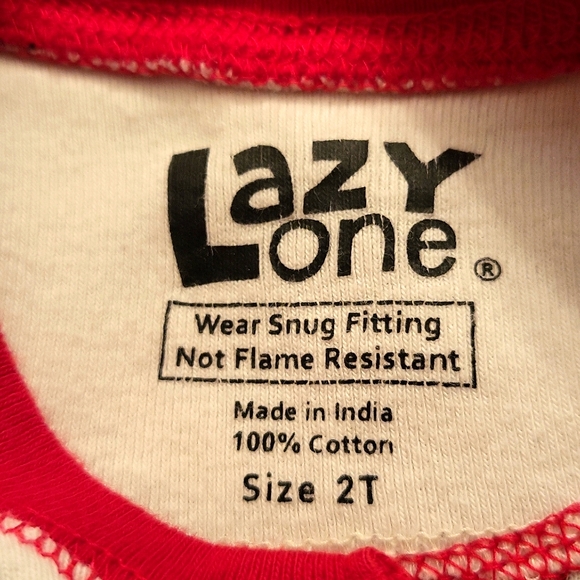 Lazy
One ®
Wear Snug Fitting
Not Flame Resistant
Made in India
100% Cotton
Size 2T